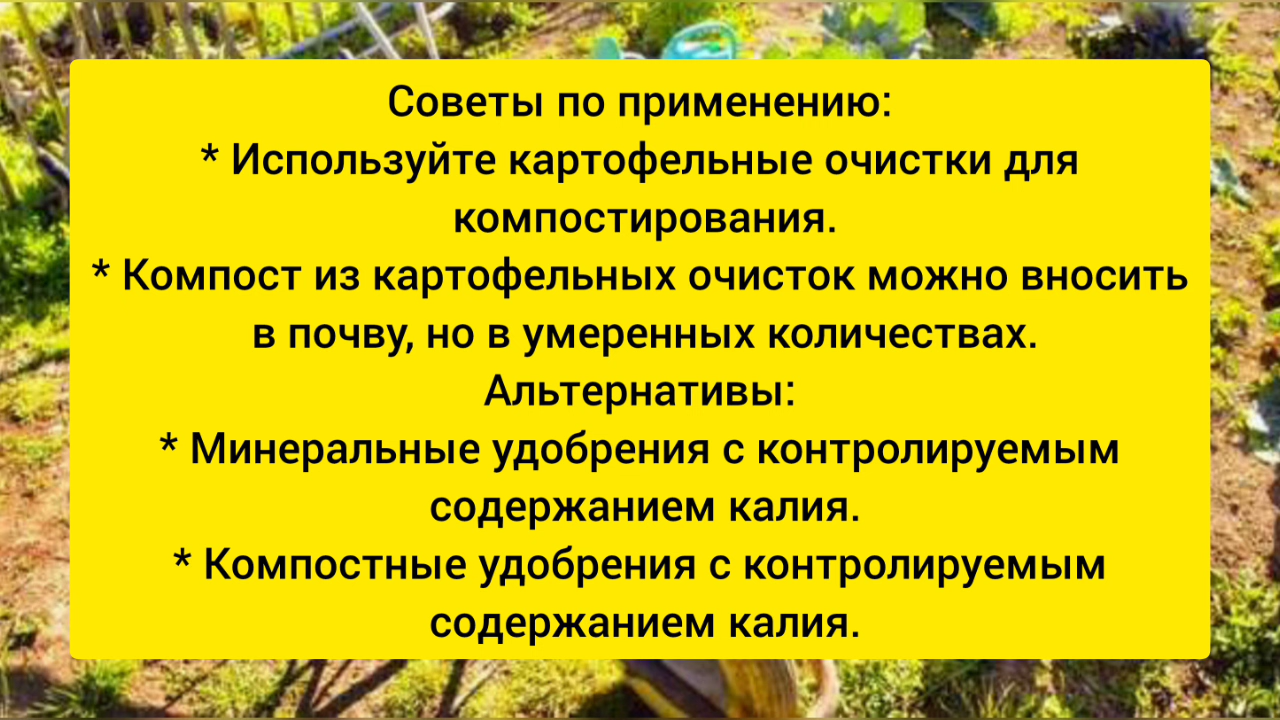 Советы по применению:
* Используйте картофельные очистки для
компостирования.
* Компост из картофельных очисток можно вносить
в почву, но в умеренных количествах.
Альтернативы:
* Минеральные удобрения с контролируемым
содержанием калия.
* Компостные удобрения с контролируемым
содержанием калия.